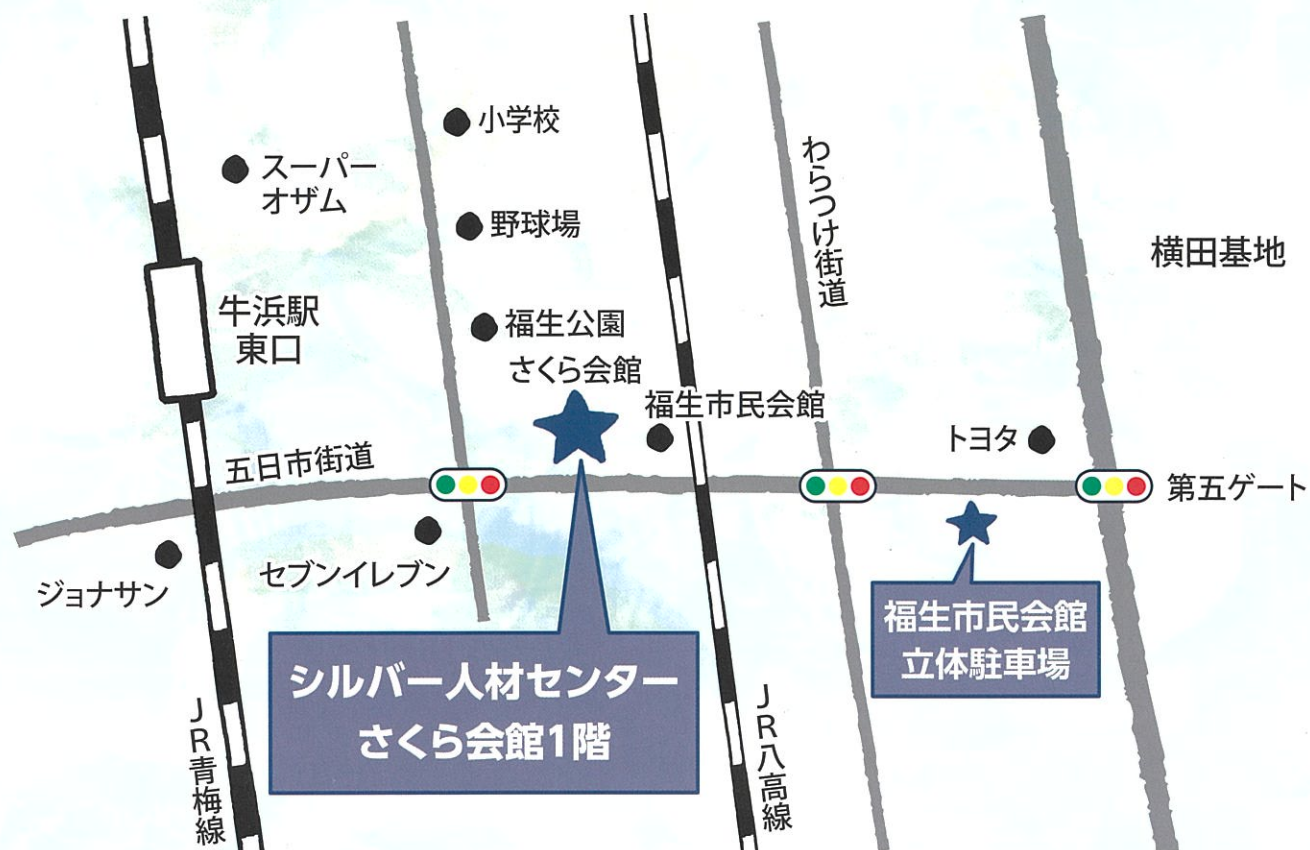 小学校
スーパー
オザム
わらつけ街道
野球場
横田基地
牛浜駅
東口
福生公園
さくら会館
福生市民会館
トヨタ
五日市街道
第五ゲート
ジョナサン
セブンイレブン
福生市民会館
立体駐車場
シルバー人材センター
さくら会館1階
JR青梅線
JR八高線